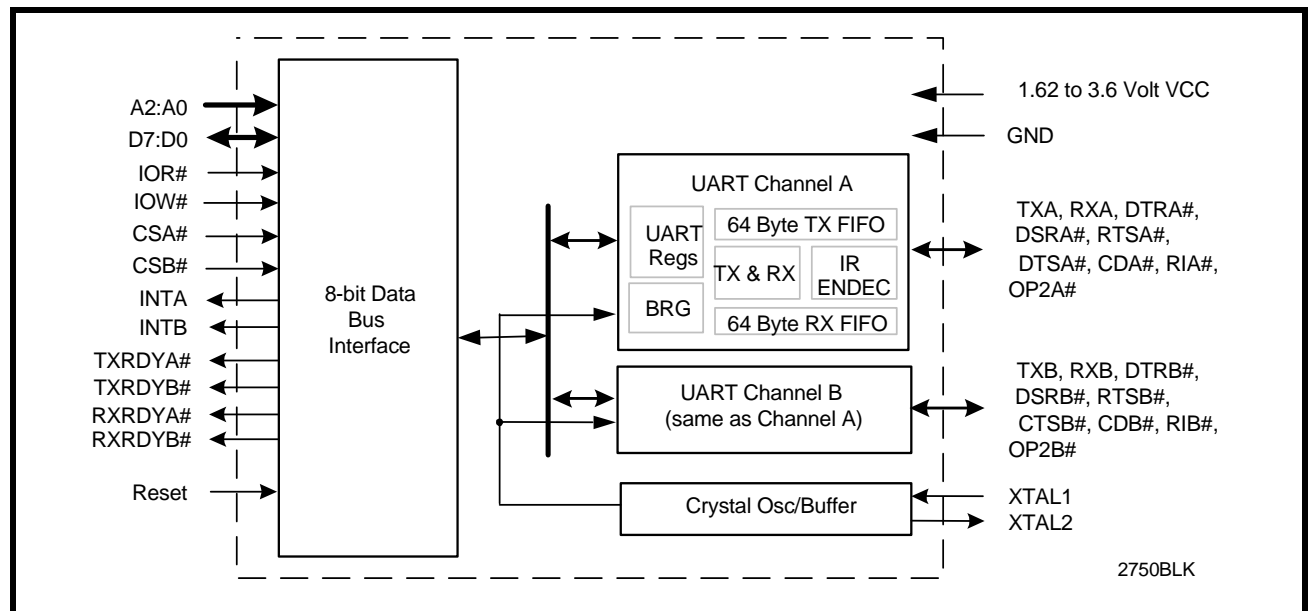 A2:A0
D7:D0
IOR#
IOW#
CSA#
CSB#
INTA
INTB
TXRDYA#
TXRDYB#
RXRDYA#
RXRDYB#
Reset
8-bit Data
Bus
Interface
UART Channel A
UART
Regs
BRG
64 Byte TX FIFO
TX & RX
IR
ENDEC
64 Byte RX FIFO
UART Channel B
(same as Channel A)
Crystal Osc/Buffer
1.62 to 3.6 Volt VCC
GND
TXA, RXA, DTRA#,
DSRA#, RTSA#,
DTSA#, CDA#, RIA#,
OP2A#
TXB, RXB, DTRB#,
DSRB#, RTSB#,
CTSB#, CDB#, RIB#,
OP2B#
XTAL1
XTAL2
2750BLK